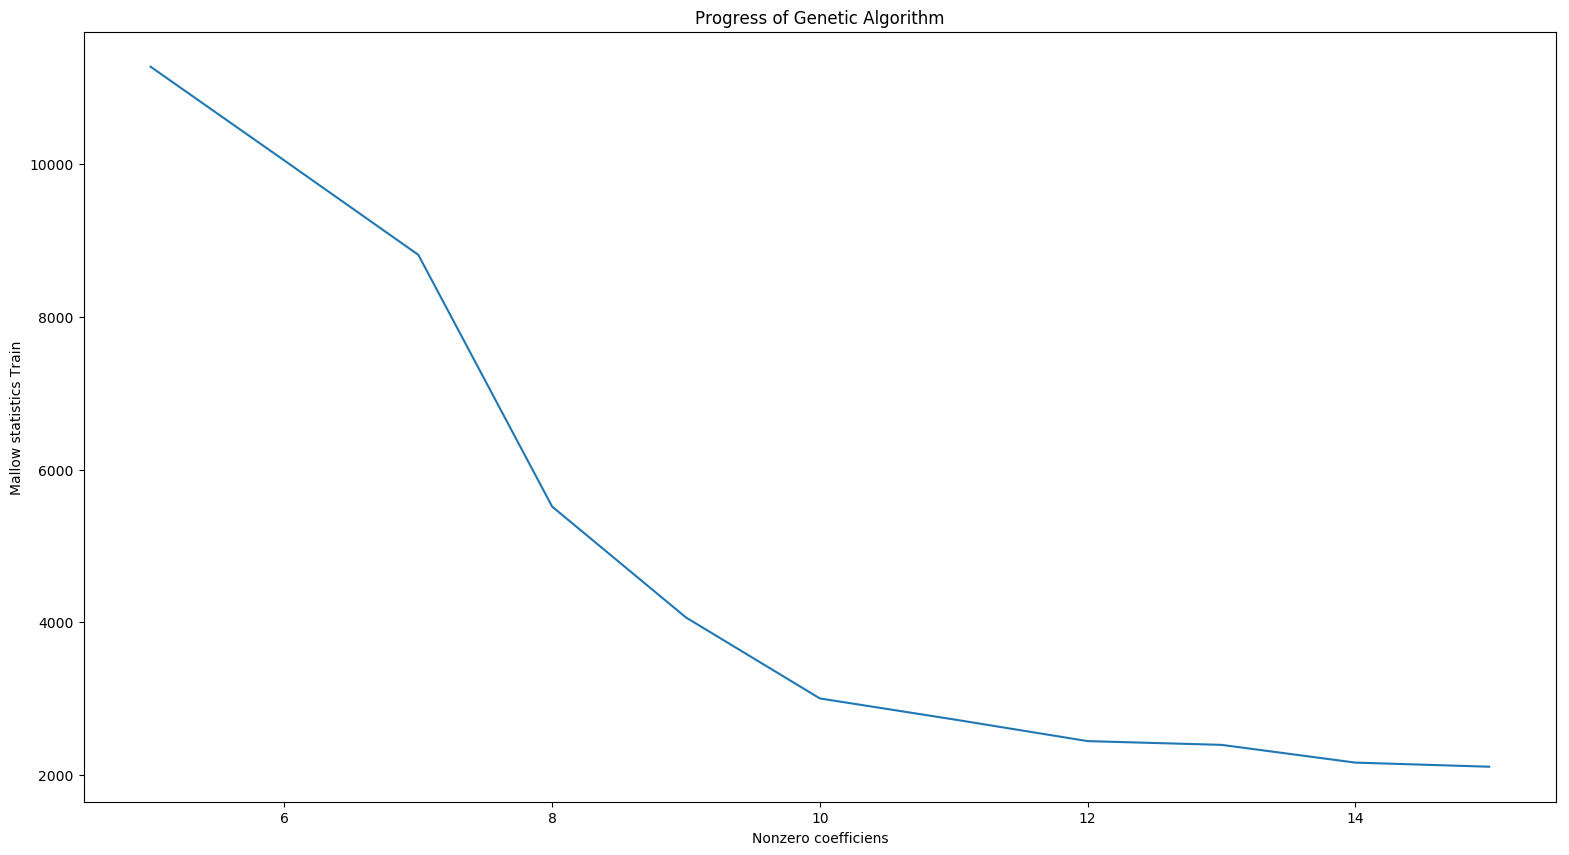 Progress of Genetic Algorithm
10000
8000
6000
4000
2000
Mallow statistics Train
6 8 10 12 14
Nonzero coefficiens